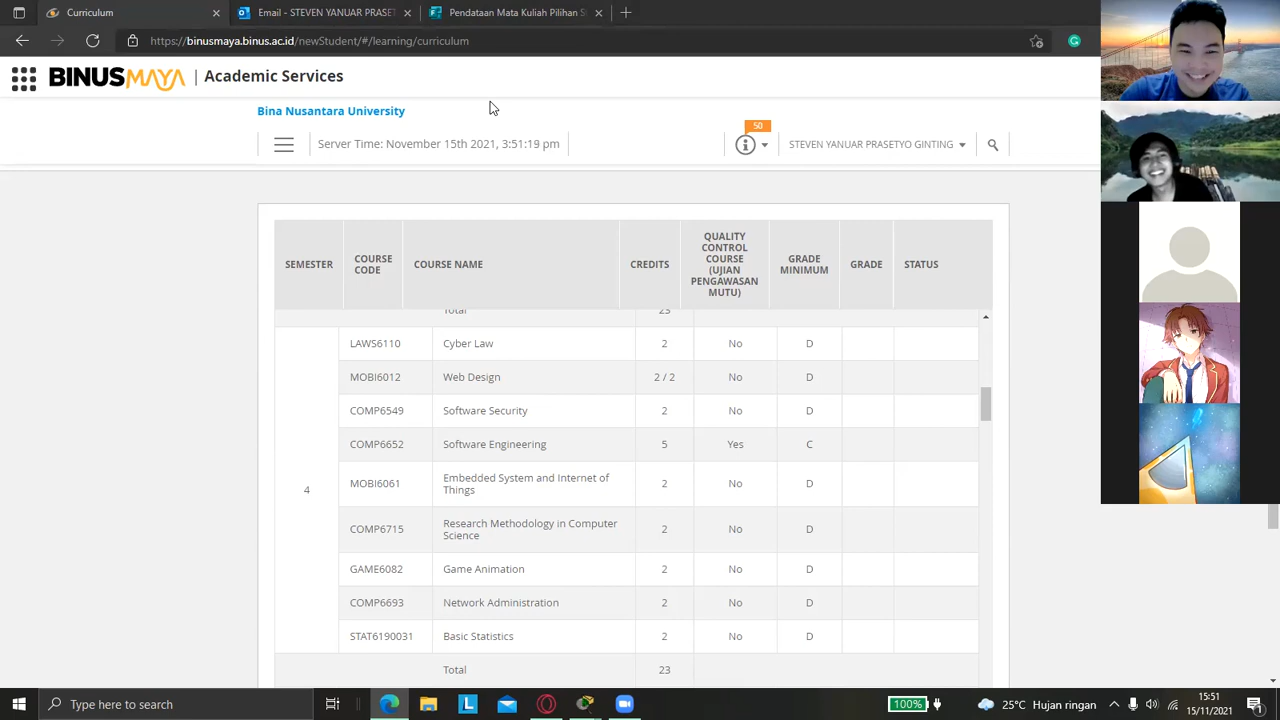 Curriculum
Email - STEVEN YANUAR PRASET
Pendataan Mata Kuliah Pilihan S
https://binusmaya.binus.ac.id/newStudent/#/learning/curriculum
BINUSMAYA Academic Services
Bina Nusantara University
50
Server Time: November 15th 2021, 3:51:19 pm
STEVEN YANUAR PRASETYO GINTING
SEMESTER COURSE CODE COURSE NAME CREDITS QUALITY CONTROL COURSE (UJIAN PENGAWASAN MUTU) GRADE MINIMUM GRADE STATUS
Total 23
4
LAWS6110 Cyber Law 2 No D
MOBI6012 Web Design 2 / 2 No D
COMP6549 Software Security 2 No D
COMP6652 Software Engineering 5 Yes C
MOBI6061 Embedded System and Internet of Things 2 No D
COMP6715 Research Methodology in Computer Science 2 No D
GAME6082 Game Animation 2 No D
COMP6693 Network Administration 2 No D
STAT6190031 Basic Statistics 2 No D
Total 23
Type here to search
100%
25°C Hujan ringan
15:51
15/11/2021
1